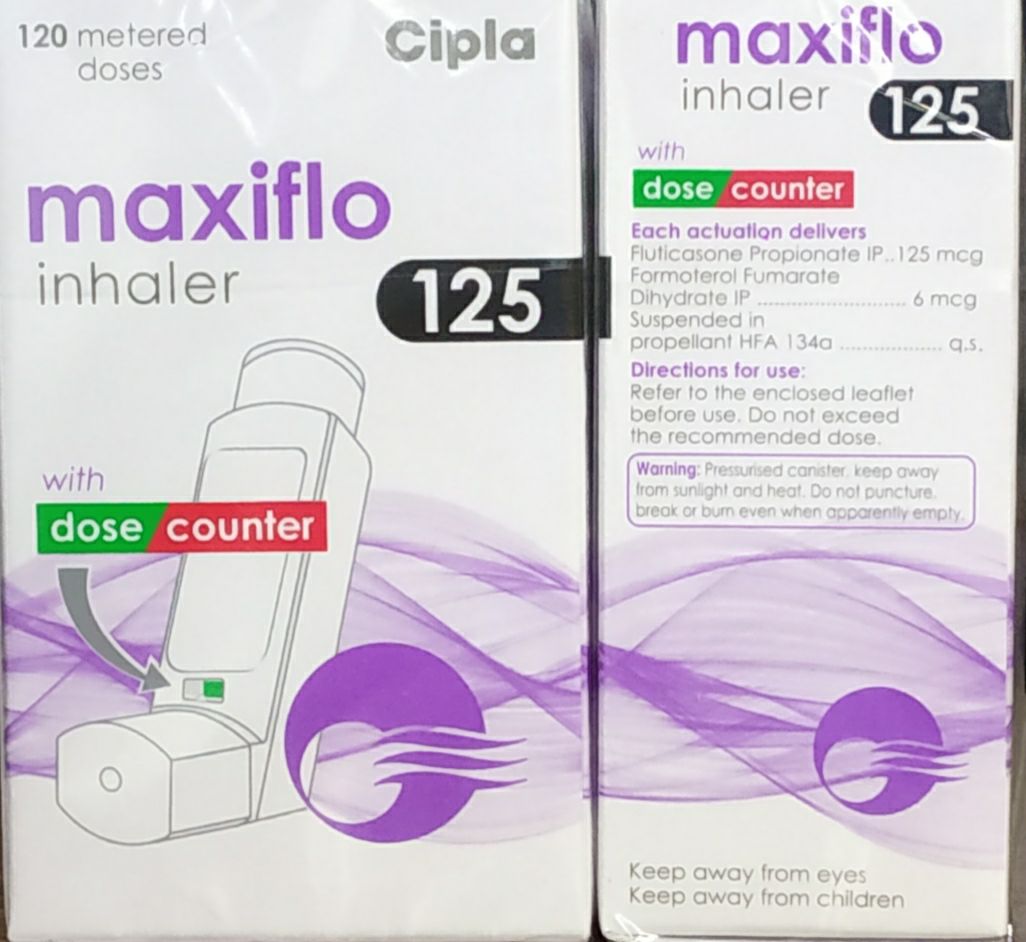 120 metered
doses
Cipla
maxiflo
inhaler
125
with
dose counter
maxiflo
inhaler
125
with
dose counter
Each actuation delivers
Fluticasone Propionate IP..125 mcg
Formoterol Fumarate
Dihydrate IP .......................... 6 mcg
Suspended in
propellant HFA 134a .................. q.s.
Directions for use:
Refer to the enclosed leaflet
before use. Do not exceed
the recommended dose.
Warning: Pressurised canister, keep away
from sunlight and heat. Do not puncture,
break or burn even when apparently empty.
Keep away from eyes
Keep away from children